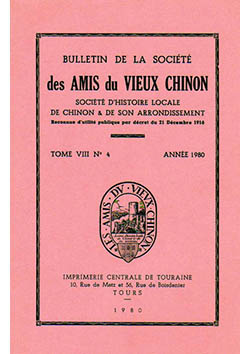 BULLETIN DE LA SOCIÉTÉ
des AMIS du VIEUX CHINON
SOCIÉTÉ D'HISTOIRE LOCALE
DE CHINON & DE SON ARRONDISSEMENT
Reconnue d'utilité publique par décret du 21 Décembre 1916
TOME VIII N° 4
ANNÉE 1980
LES · AMIS · DV · VIEUX · CHINON
IMPRIMERIE CENTRALE DE TOURAINE
10, Rue de Metz et 56, Rue de Boisdenier
TOURS
1980